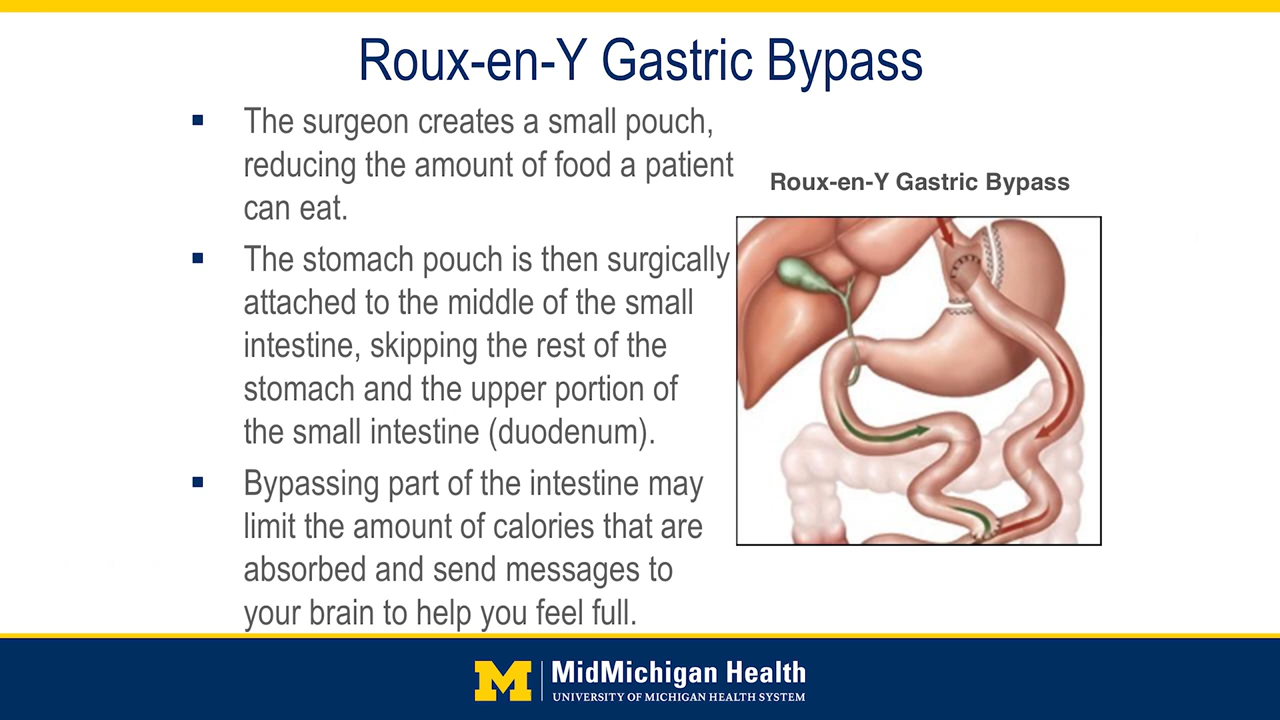 Roux-en-Y Gastric Bypass
▪ The surgeon creates a small pouch,
reducing the amount of food a patient
can eat.
▪ The stomach pouch is then surgically
attached to the middle of the small
intestine, skipping the rest of the
stomach and the upper portion of
the small intestine (duodenum).
▪ Bypassing part of the intestine may
limit the amount of calories that are
absorbed and send messages to
your brain to help you feel full.
Roux-en-Y Gastric Bypass
M MidMichigan Health
UNIVERSITY OF MICHIGAN HEALTH SYSTEM